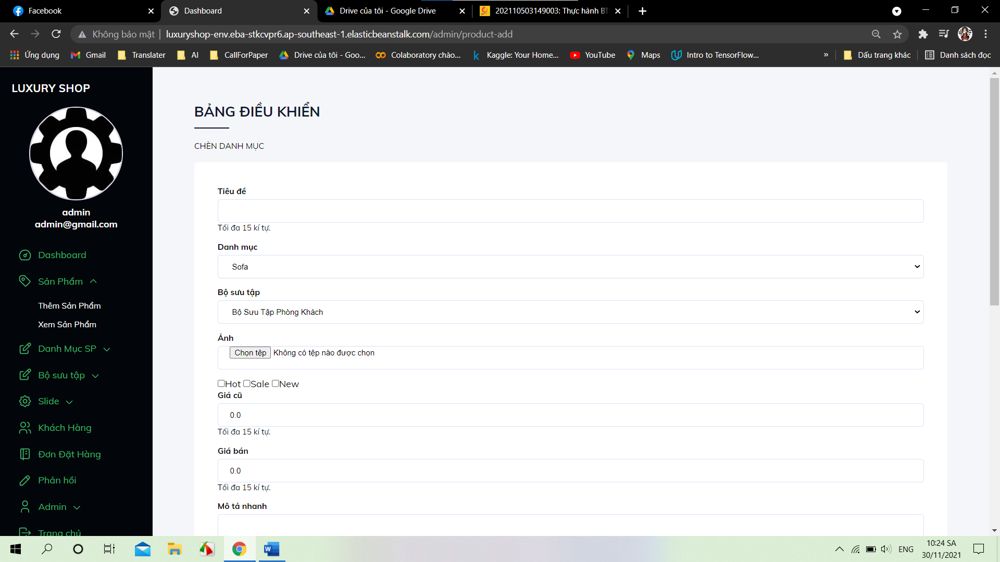 Facebook
Dashboard
Drive của tôi - Google Drive
202110503149003: Thực hành BT
Không bảo mật
luxuryshop-env.eba-stkcvpr6.ap-southeast-1.elasticbeanstalk.com/admin/product-add
Ứng dụng
Gmail
Translater
AI
CallForPaper
Drive của tôi - Goo...
Colaboratory chào...
Kaggle: Your Home...
YouTube
Maps
Intro to TensorFlow...
»
Dấu trang khác
Danh sách đọc
LUXURY SHOP
admin
admin@gmail.com
Dashboard
Sản Phẩm
Thêm Sản Phẩm
Xem Sản Phẩm
Danh Mục SP
Bộ sưu tập
Slide
Khách Hàng
Đơn Đặt Hàng
Phản hồi
Admin
Trang chủ
BẢNG ĐIỀU KHIỂN
CHÈN DANH MỤC
Tiêu đề
Tối đa 15 kí tự.
Danh mục
Sofa
Bộ sưu tập
Bộ Sưu Tập Phòng Khách
Ảnh
Chọn tệp Không có tệp nào được chọn
Hot Sale New
Giá cũ
0.0
Tối đa 15 kí tự.
Giá bán
0.0
Tối đa 15 kí tự.
Mô tả nhanh
ENG
10:24 SA
30/11/2021